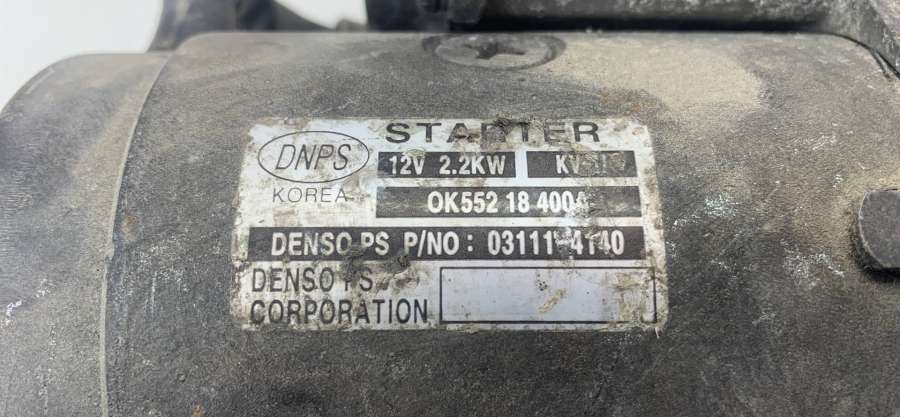 STARTER
DNPS
12V 2.2KW
KOREA
OK552 18 400
DENSO PS P/NO : 03111-4140
DENSO PS
CORPORATION